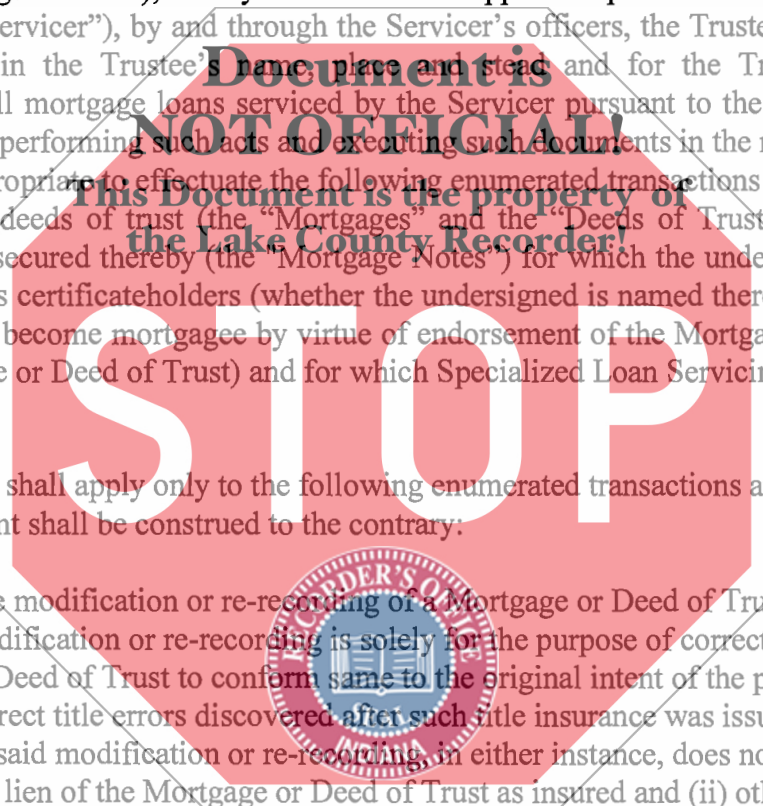 ervicer”), by and through the Servicer’s officers, the Truste
in the Trustee’s name, place and stead and for the Tr
Document is
ll mortgage loans serviced by the Servicer pursuant to the
NOT OFFICIAL!
performing such acts and executing such documents in the
ropriate to effectuate the following enumerated transactions
This Document is the property of
deeds of trust (the “Mortgages” and the “Deeds of Trust
the Lake County Recorder!
secured thereby (the "Mortgage Notes”) for which the unde
s certificateholders (whether the undersigned is named ther
become mortgagee by virtue of endorsement of the Mortga
e or Deed of Trust) and for which Specialized Loan Servicin
STOP
shall apply only to the following enumerated transactions a
nt shall be construed to the contrary:
RECORDER'S OFFICE
e modification or re-recording of a Mortgage or Deed of Tru
dification or re-recording is solely for the purpose of correct
Deed of Trust to conform same to the original intent of the p
SEAL
rrect title errors discovered after such title insurance was issu
INDIANA
said modification or re-recording, in either instance, does no
lien of the Mortgage or Deed of Trust as insured and (ii) oth